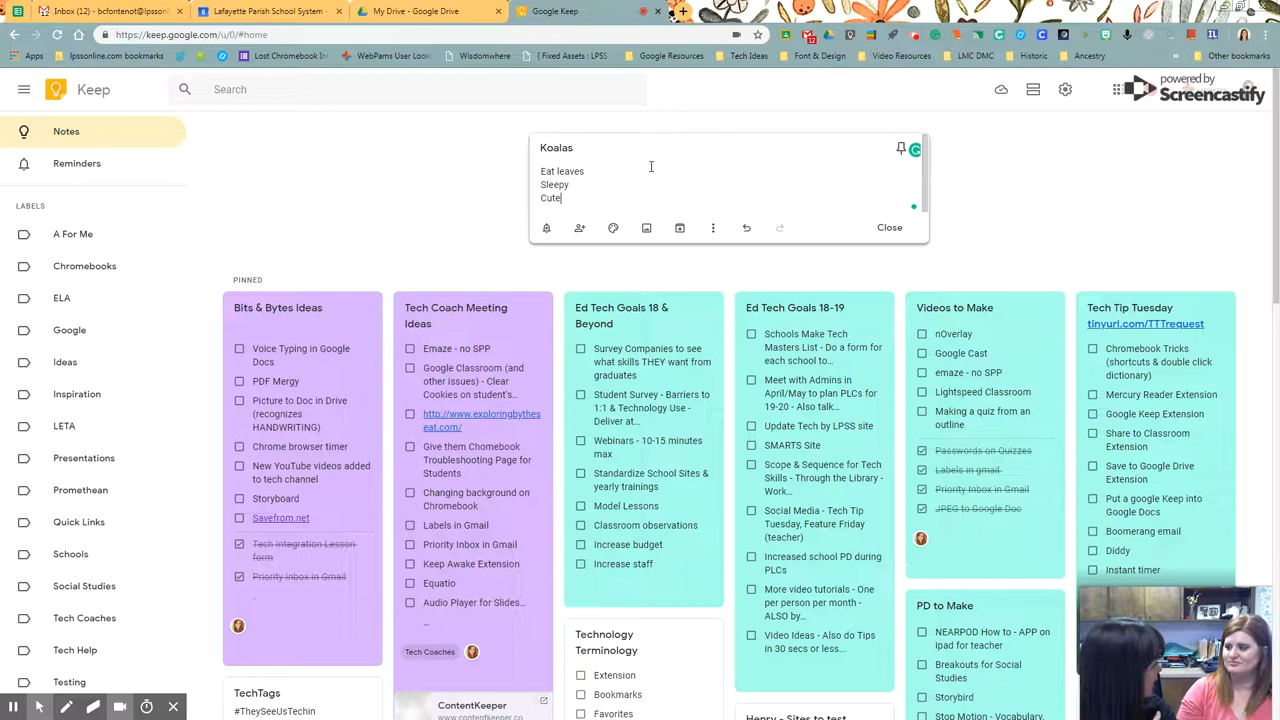 Inbox (12) - bcfontenot@lpssonl
Lafayette Parish School System -
My Drive - Google Drive
Google Keep
https://keep.google.com/u/0/#home
Apps
lpssonline.com bookm
Lost Chromebook Int
WebPams User Look
Wisdomwhere
{ Fixed Assets : LPSS
Google Resources
Tech Ideas
Font & Design
Video Resources
LMC DMC
Historic
Ancestry
Other bookmarks
Keep
Search
powered by
Screencastify
Notes
Reminders
LABELS
A For Me
Chromebooks
ELA
Google
Ideas
Inspiration
LETA
Presentations
Promethean
Quick Links
Schools
Social Studies
Tech Coaches
Tech Help
Testing
Koalas
Eat leaves
Sleepy
Cute
Close
PINNED
Bits & Bytes Ideas
Voice Typing in Google
Docs
PDF Mergy
Picture to Doc in Drive
(recognizes
HANDWRITING)
Chrome browser timer
New YouTube videos added
to tech channel
Storyboard
Savefrom.net
Tech Integration Lesson
form
Priority inbox in Gmail
TechTags
#TheySeeUsTechin
Tech Coach Meeting
Ideas
Emaze - no SPP
Google Classroom (and
other issues) - Clear
Cookies on student's...
http://www.exploringbythes
eat.com/
Give them Chomebook
Troubleshooting Page for
Students
Changing background on
Chromebook
Labels in Gmail
Priority Inbox in Gmail
Keep Awake Extension
Equatio
Audio Player for Slides...
...
Tech Coaches
ContentKeeper
www.contentkeeper.co
Ed Tech Goals 18 &
Beyond
Survey Companies to see
what skills THEY want from
graduates
Student Survey - Barriers to
1:1 & Technology Use -
Deliver at...
Webinars - 10-15 minutes
max
Standardize School Sites &
yearly trainings
Model Lessons
Classroom observations
Increase budget
Increase staff
Technology
Terminology
Extension
Bookmarks
Favorites
Ed Tech Goals 18-19
Schools Make Tech
Masters List - Do a form for
each school to...
Meet with Admins in
April/May to plan PLCs for
19-20 - Also talk...
Update Tech by LPSS site
SMARTS Site
Scope & Sequence for Tech
Skills - Through the Library -
Work...
Social Media - Tech Tip
Tuesday, Feature Friday
(teacher)
Increased school PD during
PLCs
More video tutorials - One
per person per month -
ALSO by...
Video Ideas - Also do Tips
in 30 secs or less...
Henry - Sites to test
Videos to Make
nOverlay
Google Cast
emaze - no SPP
Lightspeed Classroom
Making a quiz from an
outline
Passwords on Quizzes
Labels in gmail
Priority Inbox in Gmail
JPEG to Google Doc
PD to Make
NEARPOD How to - APP on
ipad for teacher
Breakouts for Social
Studies
Storybird
Stop Motion - Vocabulary,
Tech Tip Tuesday
tinyurl.com/TTTrequest
Chromebook Tricks
(shortcuts & double click
dictionary)
Mercury Reader Extension
Google Keep Extension
Share to Classroom
Extension
Save to Google Drive
Extension
Put a google Keep into
Google Docs
Boomerang email
Diddy
Instant timer